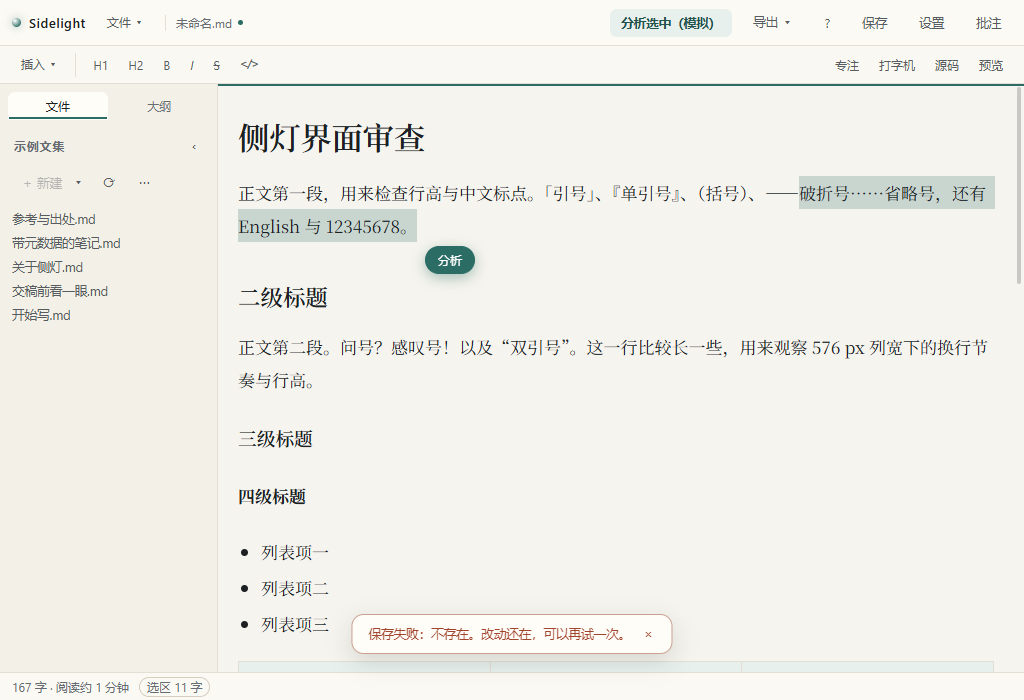 Sidelight 文件 未命名.md 分析选中（模拟） 导出 ? 保存 设置 批注
插入 H1 H2 B I S </> 专注 打字机 源码 预览
文件 大纲
示例文集
+ 新建 ...
参考与出处.md
带元数据的笔记.md
关于侧灯.md
交稿前看一眼.md
开始写.md
侧灯界面审查
正文第一段，用来检查行高与中文标点。「引号」、『单引号』、（括号）、——破折号……省略号，还有
English 与 12345678。
分析
二级标题
正文第二段。问号？感叹号！以及“双引号”。这一行比较长一些，用来观察 576 px 列宽下的换行节
奏与行高。
三级标题
四级标题
• 列表项一
• 列表项二
• 列表项三
保存失败：不存在。改动还在，可以再试一次。 ×
167 字 · 阅读约 1 分钟 选区 11 字